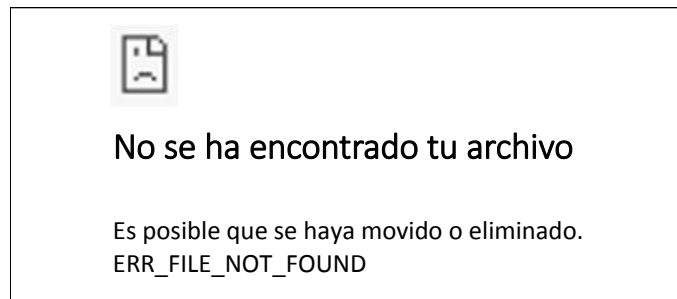 No se ha encontrado tu archivo
Es posible que se haya movido o eliminado.
ERR_FILE_NOT_FOUND